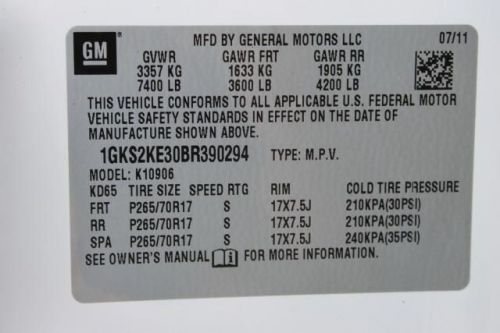 GM
MFD BY GENERAL MOTORS LLC 07/11
GVWR GAWR FRT GAWR RR
3357 KG 1633 KG 1905 KG
7400 LB 3600 LB 4200 LB
THIS VEHICLE CONFORMS TO ALL APPLICABLE U.S. FEDERAL MOTOR
VEHICLE SAFETY STANDARDS IN EFFECT ON THE DATE OF
MANUFACTURE SHOWN ABOVE.
1GKS2KE30BR390294 TYPE: M.P.V.
MODEL: K10906
KD65 TIRE SIZE SPEED RTG RIM COLD TIRE PRESSURE
FRT P265/70R17 S 17X7.5J 210KPA(30PSI)
RR P265/70R17 S 17X7.5J 210KPA(30PSI)
SPA P265/70R17 S 17X7.5J 240KPA(35PSI)
SEE OWNER'S MANUAL FOR MORE INFORMATION.